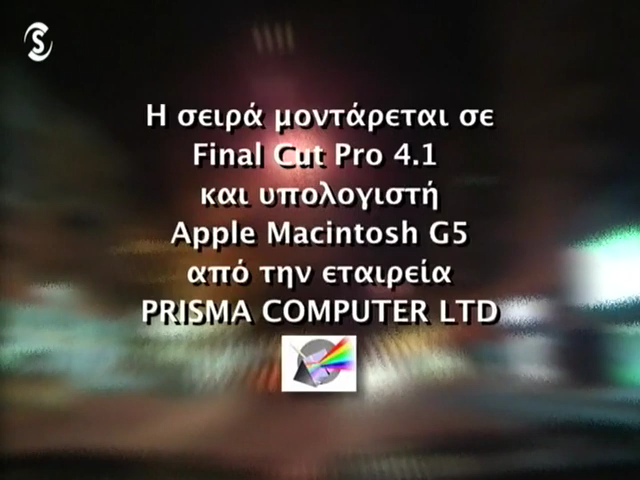 S
Η σειρά μοντάρεται σε
Final Cut Pro 4.1
και υπολογιστή
Apple Macintosh G5
από την εταιρεία
PRISMA COMPUTER LTD